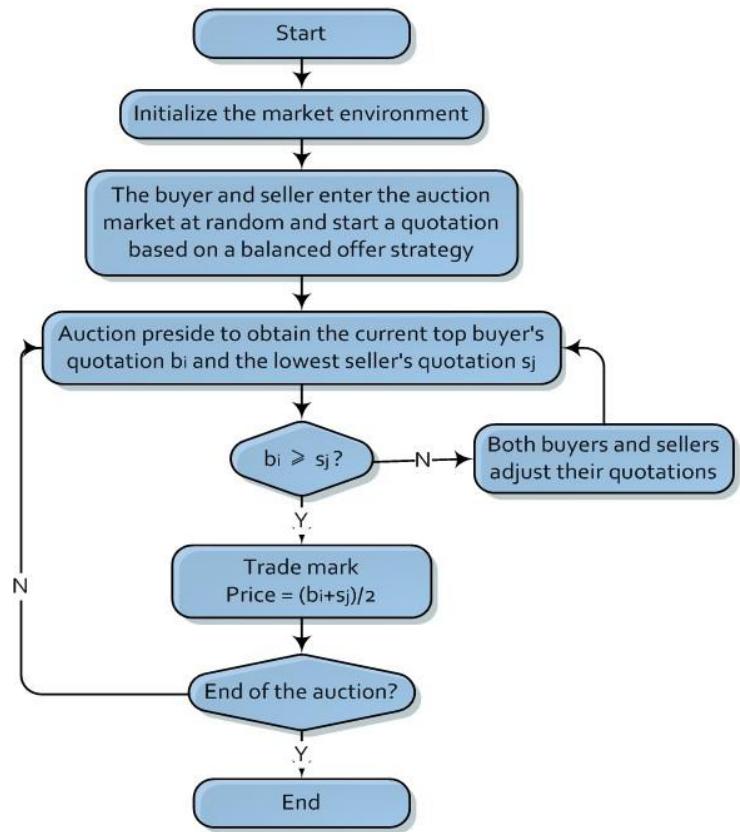 Start
Initialize the market environment
The buyer and seller enter the auction
market at random and start a quotation
based on a balanced offer strategy
Auction preside to obtain the current top buyer's
quotation bi and the lowest seller's quotation sj
bi ⩾ sj?
N
Both buyers and sellers
adjust their quotations
Y
Trade mark
Price = (bi+sj)/2
N
End of the auction?
Y
End